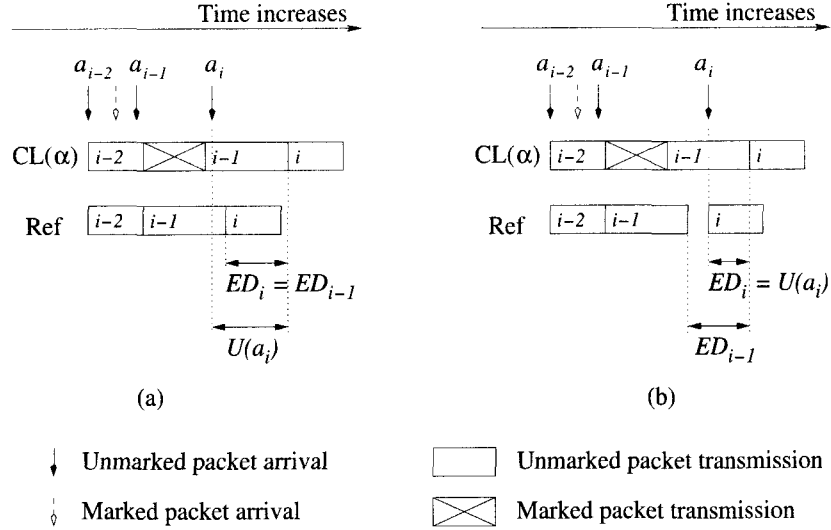 Time increases
Time increases
a_{i-2} a_{i-1} a_i
a_{i-2} a_{i-1} a_i
CL(α) i-2 i-1 i
CL(α) i-2 i-1 i
Ref i-2 i-1 i
Ref i-2 i-1 i
ED_i = ED_{i-1}
ED_i = U(a_i)
U(a_i)
ED_{i-1}
(a)
(b)
Unmarked packet arrival
Unmarked packet transmission
Marked packet arrival
Marked packet transmission